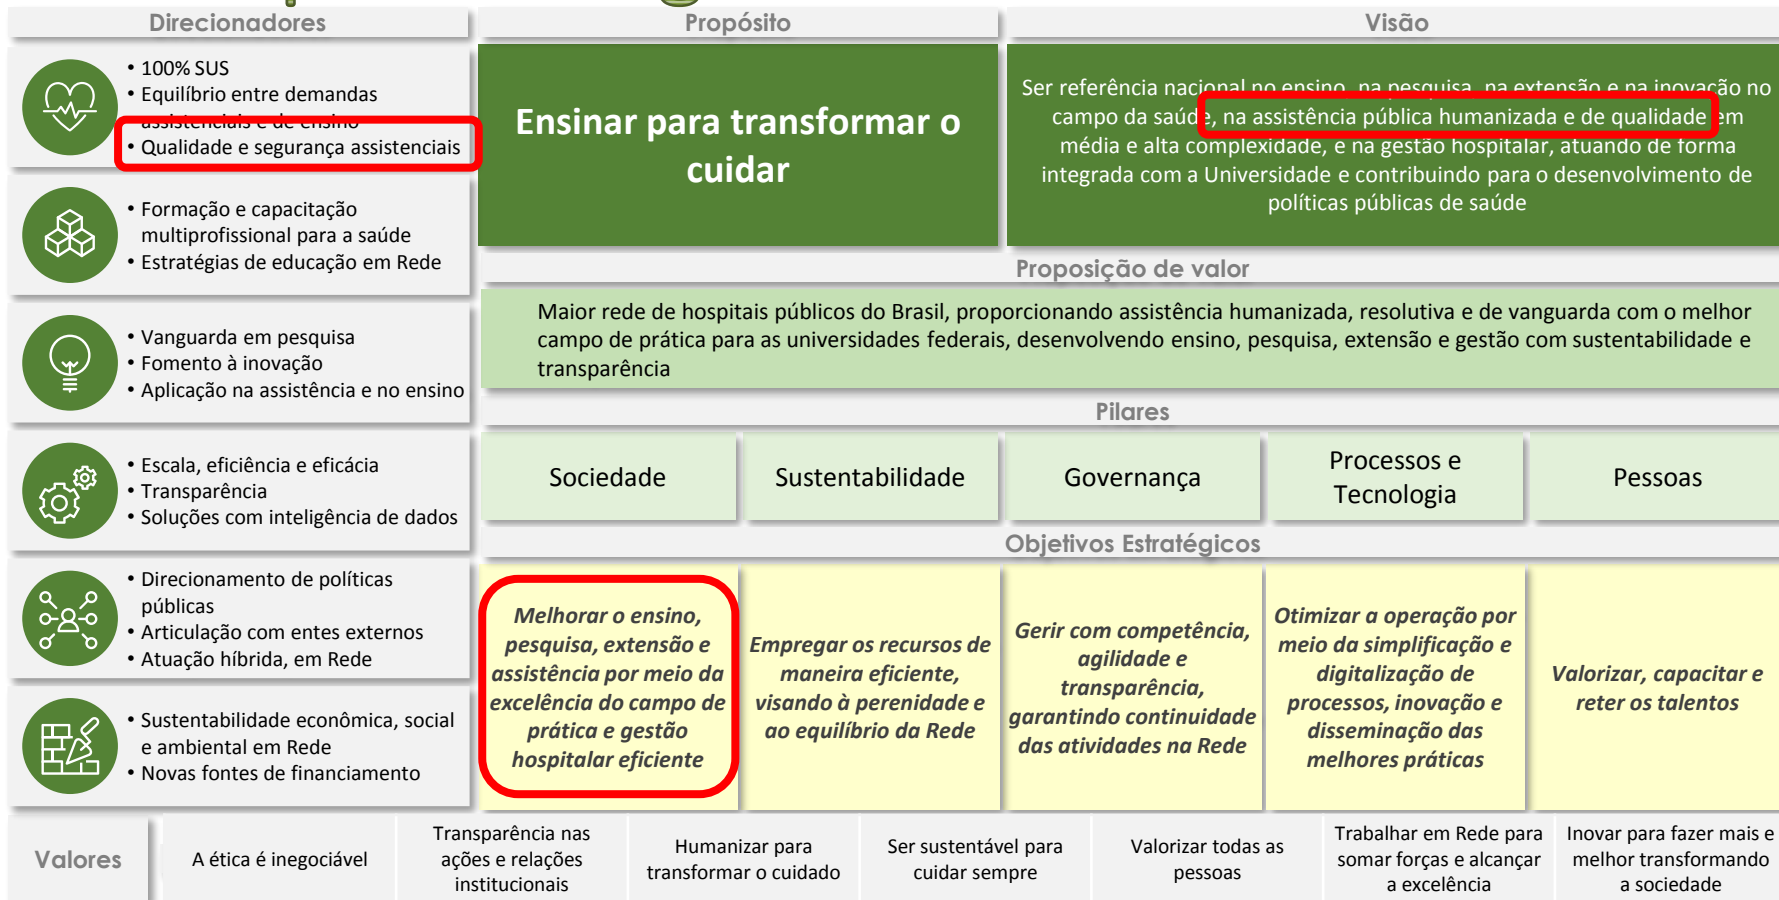 Direcionadores
• 100% SUS
• Equilíbrio entre demandas
assistenciais e de ensino
• Qualidade e segurança assistenciais
• Formação e capacitação
multiprofissional para a saúde
• Estratégias de educação em Rede
• Vanguarda em pesquisa
• Fomento à inovação
• Aplicação na assistência e no ensino
• Escala, eficiência e eficácia
• Transparência
• Soluções com inteligência de dados
• Direcionamento de políticas
públicas
• Articulação com entes externos
• Atuação híbrida, em Rede
• Sustentabilidade econômica, social
e ambiental em Rede
• Novas fontes de financiamento
Propósito
Ensinar para transformar o
cuidar
Visão
Ser referência nacional no ensino, na pesquisa, na extensão e na inovação no
campo da saúde, na assistência pública humanizada e de qualidade em
média e alta complexidade, e na gestão hospitalar, atuando de forma
integrada com a Universidade e contribuindo para o desenvolvimento de
políticas públicas de saúde
Proposição de valor
Maior rede de hospitais públicos do Brasil, proporcionando assistência humanizada, resolutiva e de vanguarda com o melhor
campo de prática para as universidades federais, desenvolvendo ensino, pesquisa, extensão e gestão com sustentabilidade e
transparência
Pilares
Sociedade
Sustentabilidade
Governança
Processos e
Tecnologia
Pessoas
Objetivos Estratégicos
Melhorar o ensino,
pesquisa, extensão e
assistência por meio da
excelência do campo de
prática e gestão
hospitalar eficiente
Empregar os recursos de
maneira eficiente,
visando à perenidade e
ao equilíbrio da Rede
Gerir com competência,
agilidade e
transparência,
garantindo continuidade
das atividades na Rede
Otimizar a operação por
meio da simplificação e
digitalização de
processos, inovação e
disseminação das
melhores práticas
Valorizar, capacitar e
reter os talentos
Valores
A ética é inegociável
Transparência nas
ações e relações
institucionais
Humanizar para
transformar o cuidado
Ser sustentável para
cuidar sempre
Valorizar todas as
pessoas
Trabalhar em Rede para
somar forças e alcançar
a excelência
Inovar para fazer mais e
melhor transformando
a sociedade